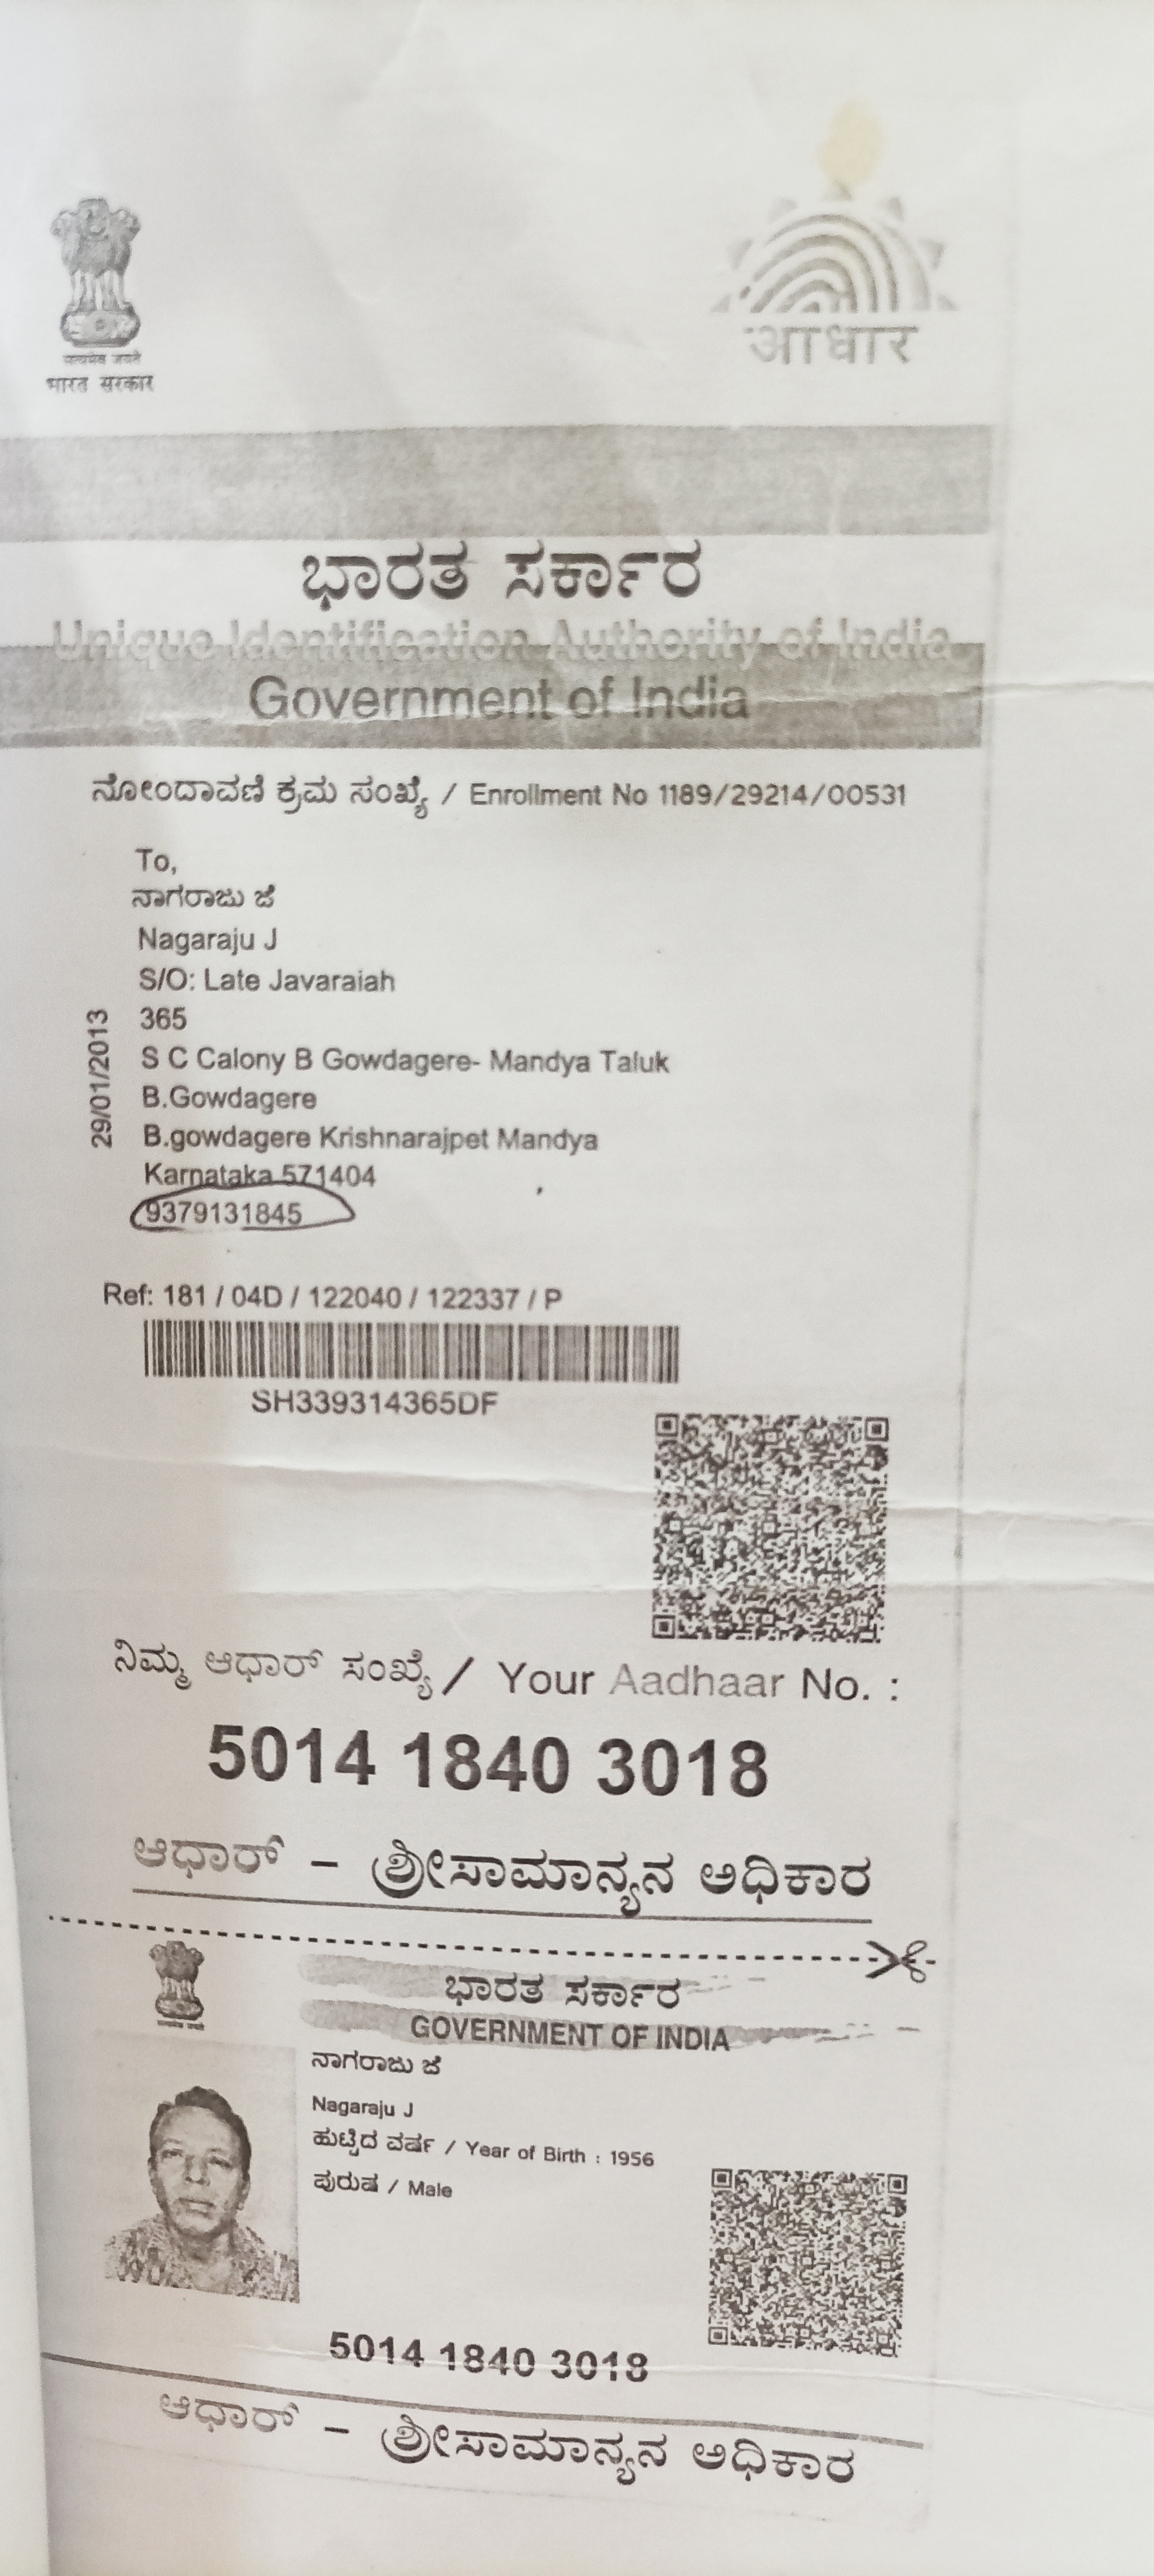 सत्यमेव जयते
भारत सरकार
आधार
ಭಾರತ ಸರ್ಕಾರ
Unique Identification Authority of India
Government of India
ನೋಂದಾವಣಿ ಕ್ರಮ ಸಂಖ್ಯೆ / Enrollment No 1189/29214/00531
To,
ನಾಗರಾಜು ಜೆ
Nagaraju J
S/O: Late Javaraiah
365
S C Calony B Gowdagere- Mandya Taluk
B.Gowdagere
B.gowdagere Krishnarajpet Mandya
Karnataka 571404
9379131845
29/01/2013
Ref: 181 / 04D / 122040 / 122337 / P
SH339314365DF
ನಿಮ್ಮ ಆಧಾರ್ ಸಂಖ್ಯೆ / Your Aadhaar No. :
5014 1840 3018
ಆಧಾರ್ – ಶ್ರೀಸಾಮಾನ್ಯನ ಅಧಿಕಾರ
ಭಾರತ ಸರ್ಕಾರ
GOVERNMENT OF INDIA
ನಾಗರಾಜು ಜೆ
Nagaraju J
ಹುಟ್ಟಿದ ವರ್ಷ / Year of Birth : 1956
ಪುರುಷ / Male
5014 1840 3018
ಆಧಾರ್ – ಶ್ರೀಸಾಮಾನ್ಯನ ಅಧಿಕಾರ